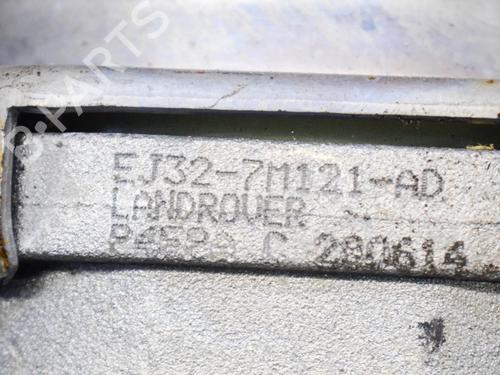 B-PARTS
EJ32-7M121-AD
LANDROVER
C 280614